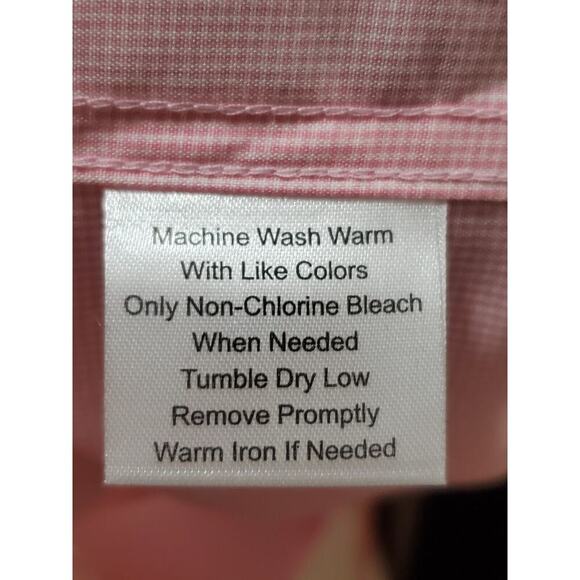 Machine Wash Warm
With Like Colors
Only Non-Chlorine Bleach
When Needed
Tumble Dry Low
Remove Promptly
Warm Iron If Needed